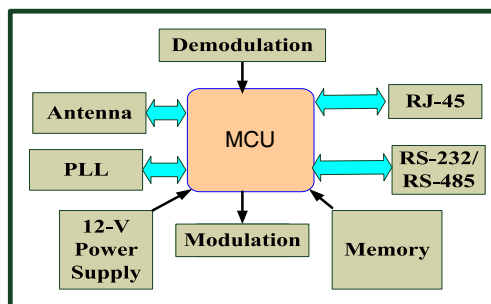 Demodulation
Antenna
MCU
RJ-45
PLL
RS-232/
RS-485
12-V
Power
Supply
Modulation
Memory